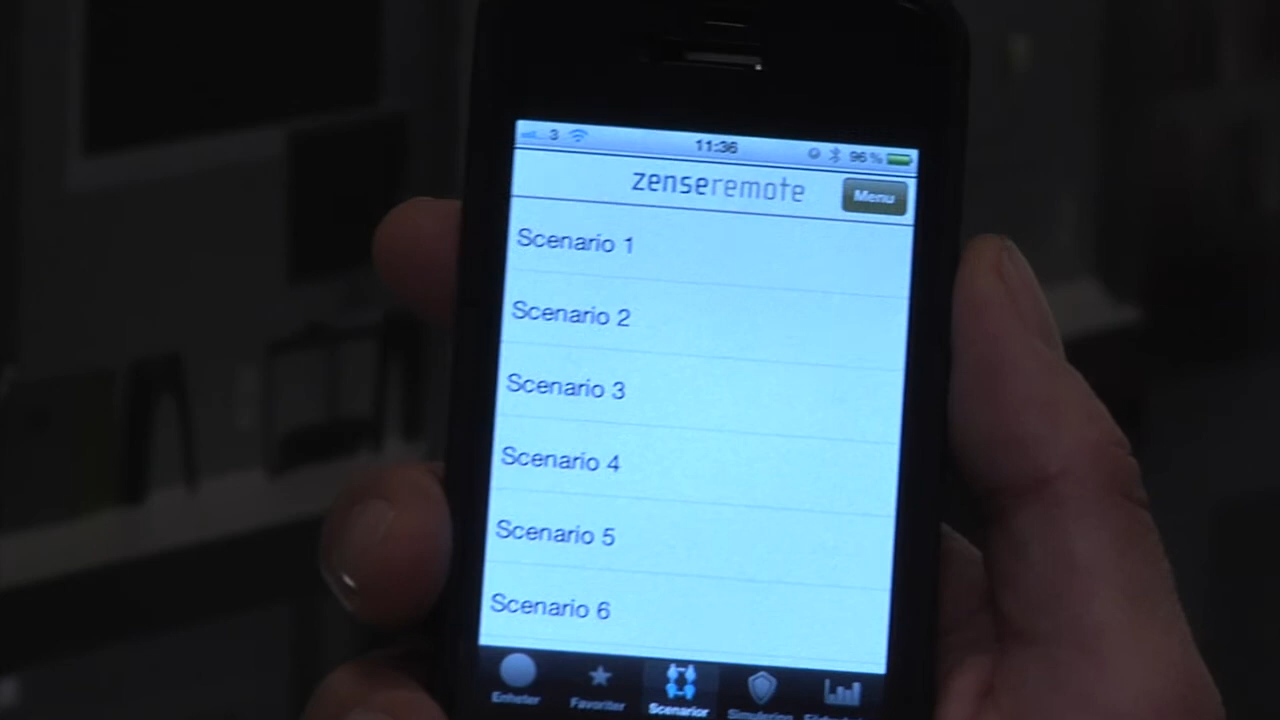 3 11:36 96%
zenseremote Menu
Scenario 1
Scenario 2
Scenario 3
Scenario 4
Scenario 5
Scenario 6
Enheter Favoriter Scenarior